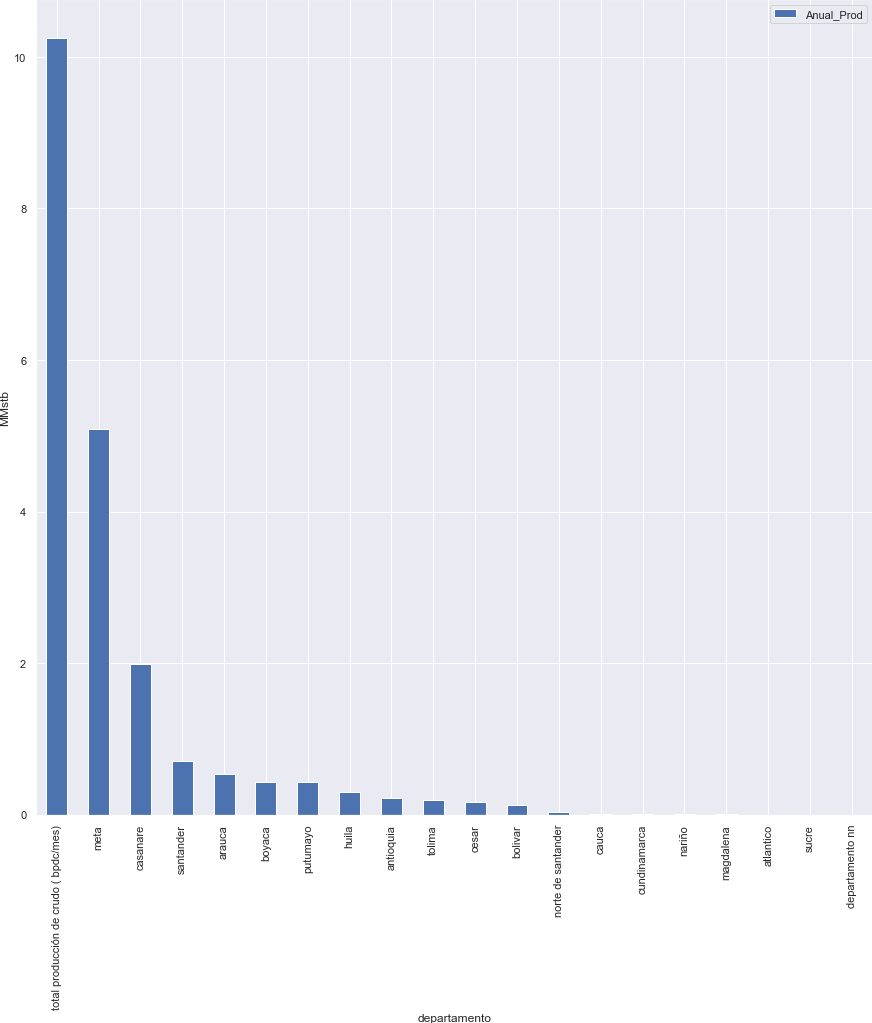 Anual_Prod
10
8
6
4
2
0
MMstb
total producción de crudo ( bpdc/mes)
meta
casanare
santander
arauca
boyaca
putumayo
huila
antioquia
tolima
cesar
bolivar
norte de santander
cauca
cundinamarca
nariño
magdalena
atlantico
sucre
departamento nn
departamento